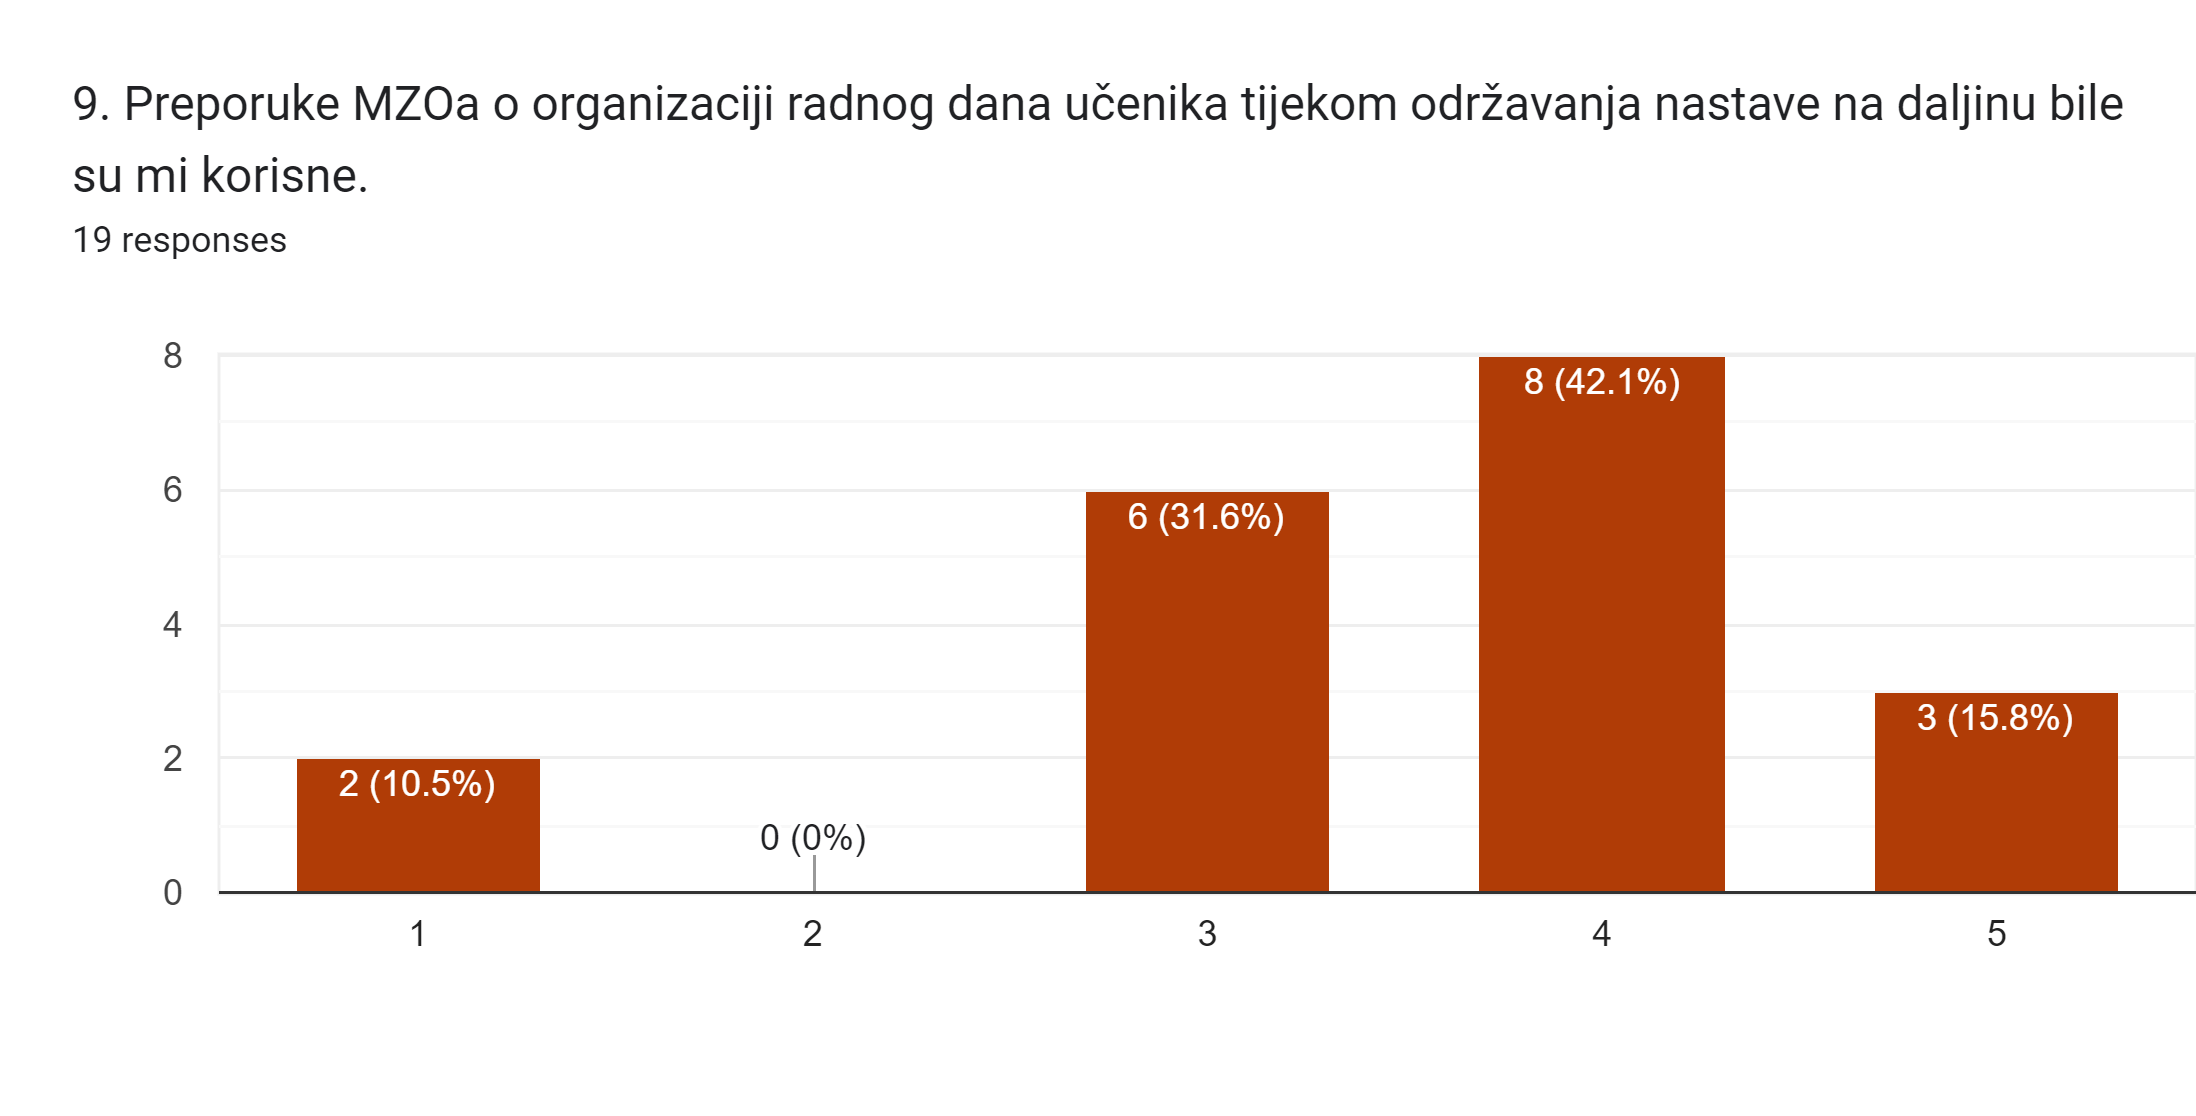 9. Preporuke MZOa o organizaciji radnog dana učenika tijekom održavanja nastave na daljinu bile
su mi korisne.
19 responses
8
8 (42.1%)
6
6 (31.6%)
4
3 (15.8%)
2
2 (10.5%)
0 (0%)
0
1 2 3 4 5